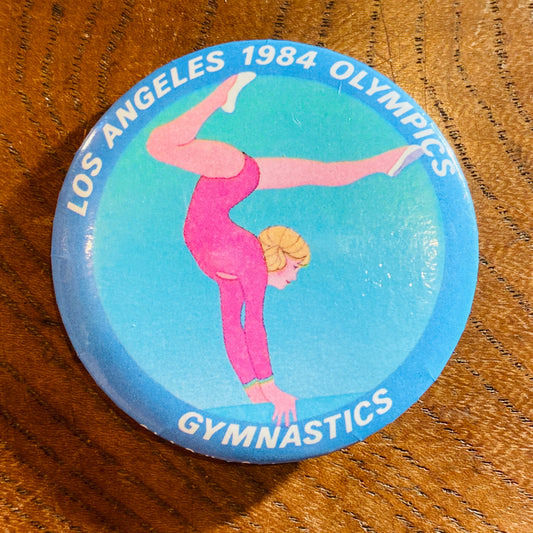 LOS ANGELES 1984 OLYMPICS
GYMNASTICS